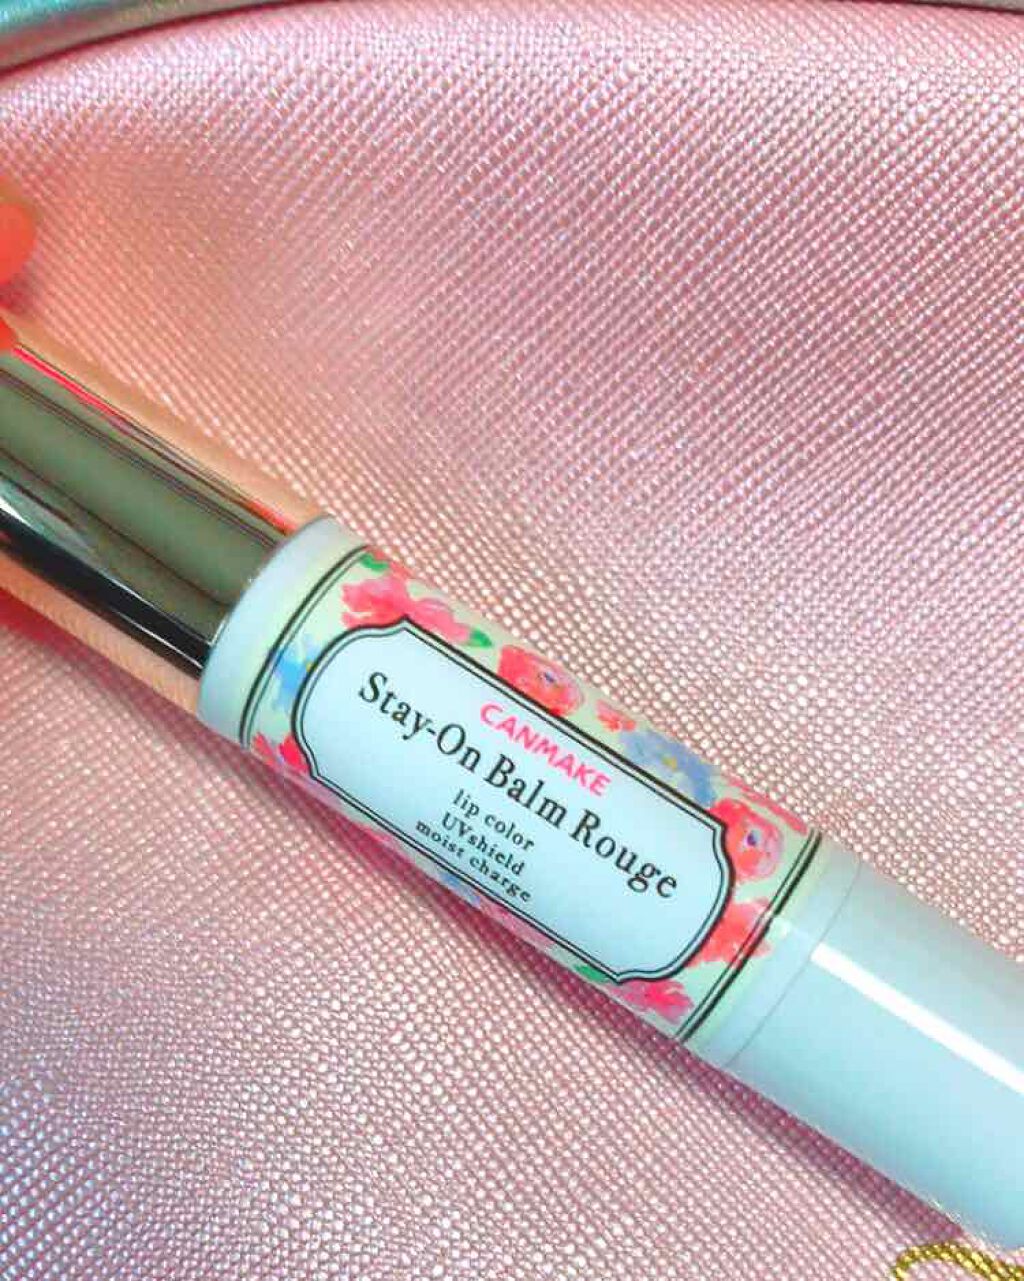 CANMAKE
Stay-On Balm Rouge
lip color
UVshield
moist charge